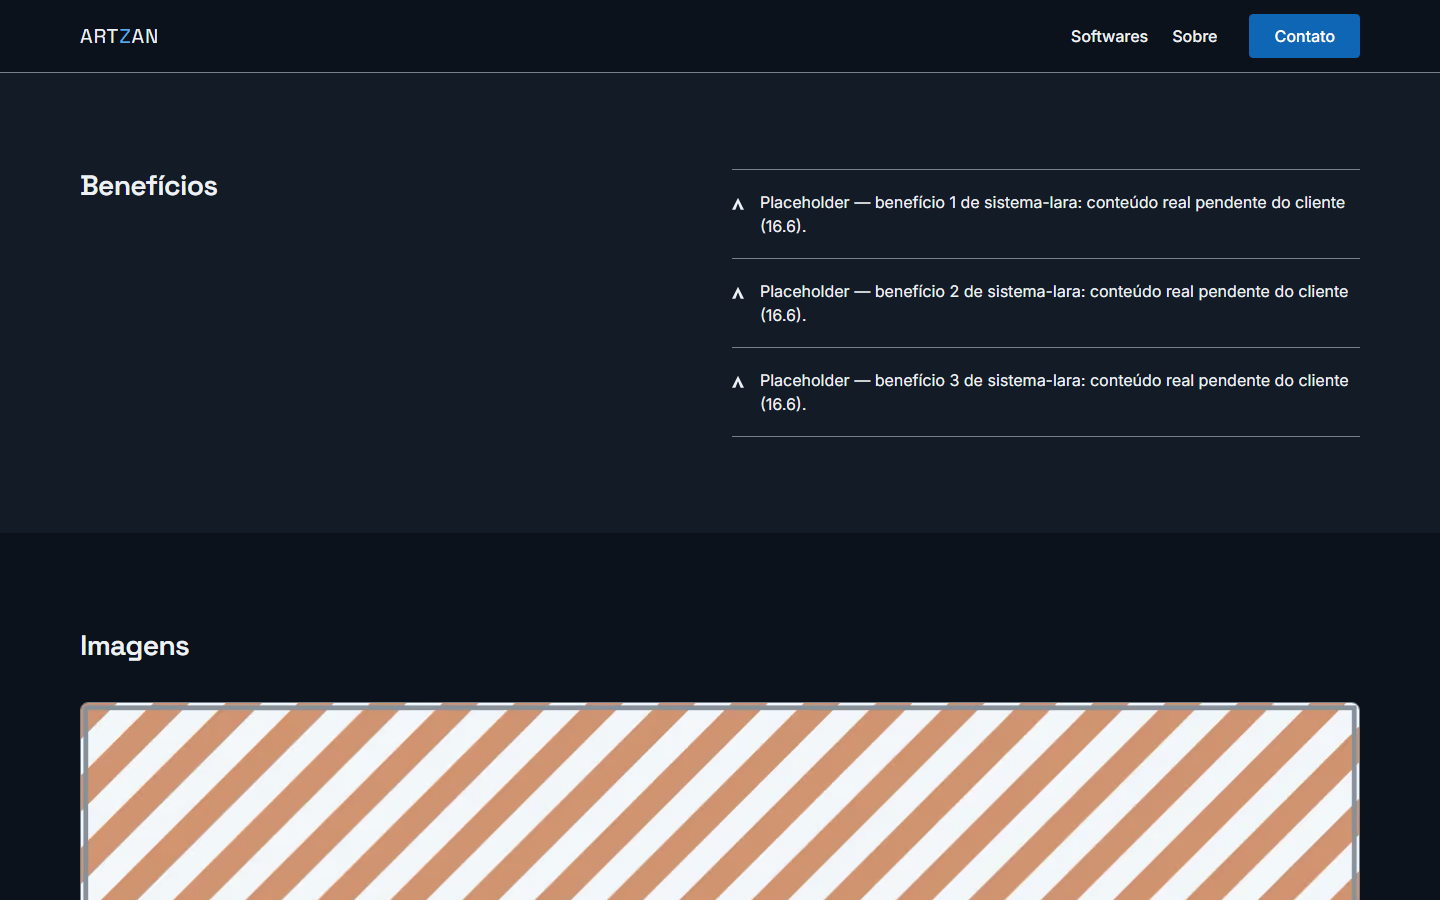 ARTZAN
Softwares
Sobre
Contato
Benefícios
Placeholder — benefício 1 de sistema-lara: conteúdo real pendente do cliente
(16.6).
Placeholder — benefício 2 de sistema-lara: conteúdo real pendente do cliente
(16.6).
Placeholder — benefício 3 de sistema-lara: conteúdo real pendente do cliente
(16.6).
Imagens